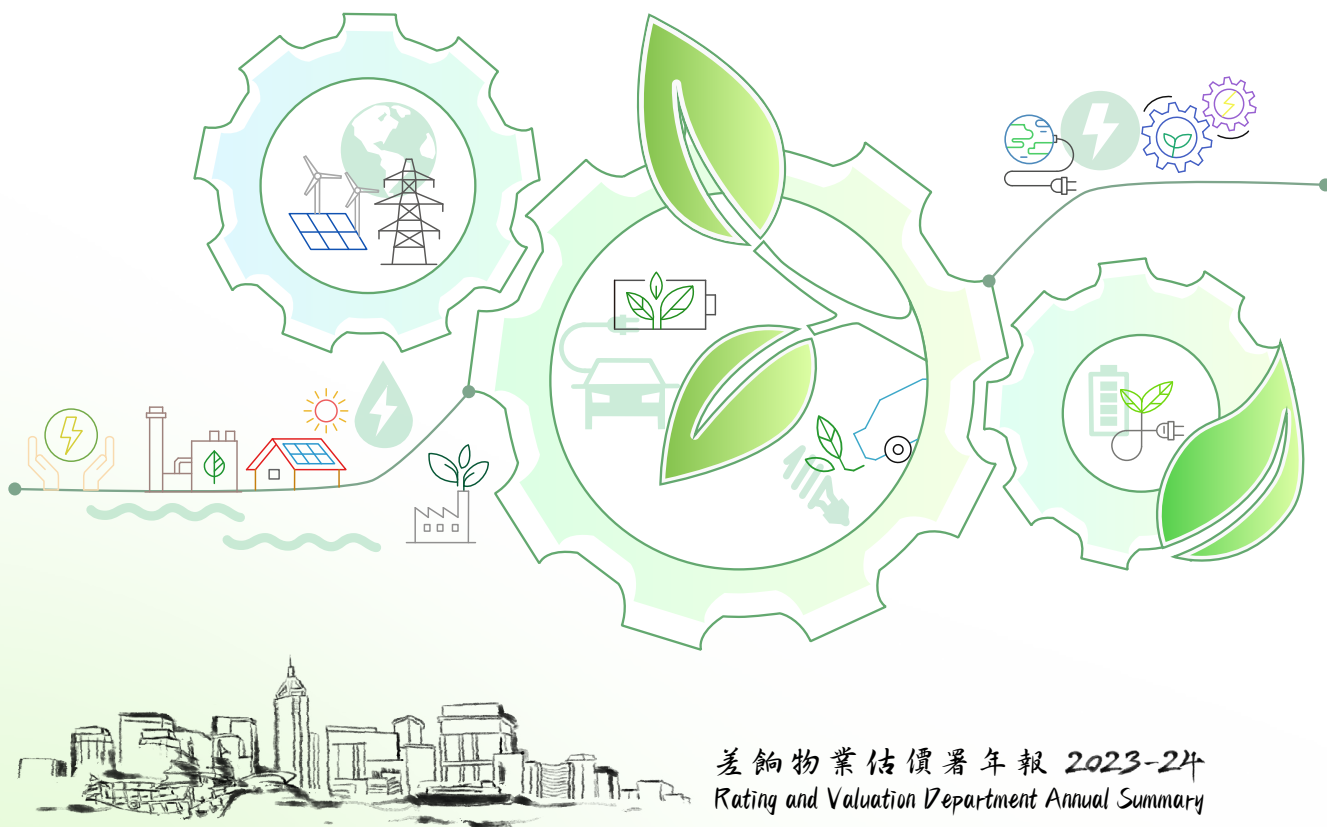 差餉物業估價署年報 2023-24
Rating and Valuation Department Annual Summary